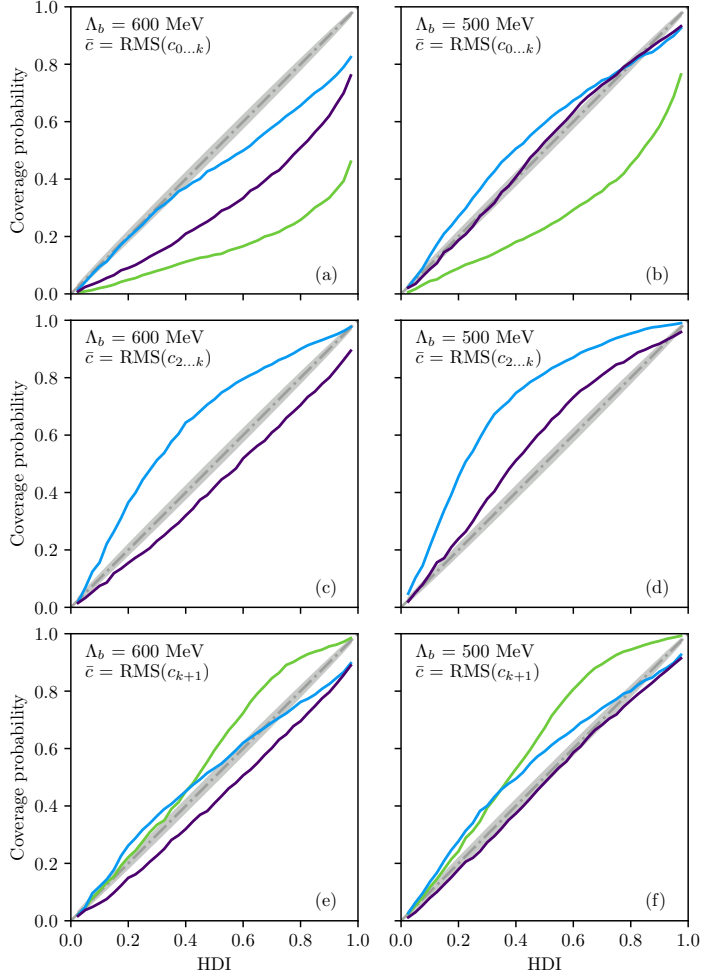 1.0
0.8
0.6
0.4
0.2
0.0
Coverage probability
Λ_b = 600 MeV
c̄ = RMS(c_{0...k})
(a)
Λ_b = 500 MeV
c̄ = RMS(c_{0...k})
(b)
1.0
0.8
0.6
0.4
0.2
0.0
Coverage probability
Λ_b = 600 MeV
c̄ = RMS(c_{2...k})
(c)
Λ_b = 500 MeV
c̄ = RMS(c_{2...k})
(d)
1.0
0.8
0.6
0.4
0.2
0.0
Coverage probability
Λ_b = 600 MeV
c̄ = RMS(c_{k+1})
(e)
Λ_b = 500 MeV
c̄ = RMS(c_{k+1})
(f)
0.0 0.2 0.4 0.6 0.8 1.0
HDI
0.0 0.2 0.4 0.6 0.8 1.0
HDI